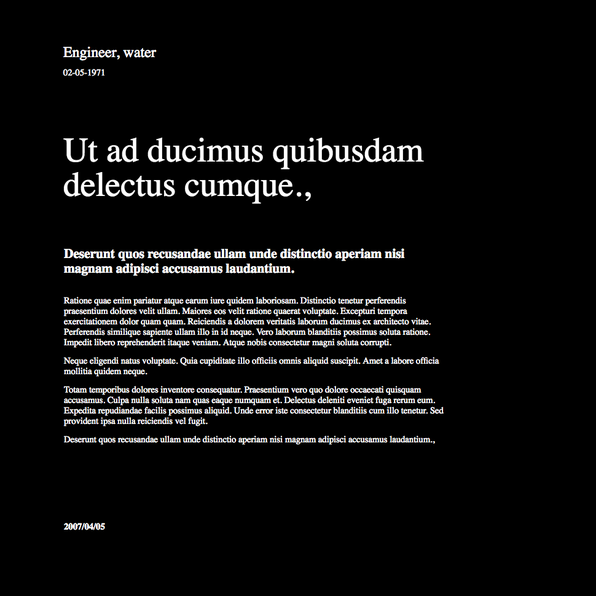 Engineer, water
02-05-1971
Ut ad ducimus quibusdam
delectus cumque.,
Deserunt quos recusandae ullam unde distinctio aperiam nisi
magnam adipisci accusamus laudantium.
Ratione quae enim pariatur atque earum iure quidem laboriosam. Distinctio tenetur perferendis
praesentium dolores velit ullam. Maiores eos velit ratione quaerat voluptate. Excepturi tempora
exercitationem dolor quam quam. Reiciendis a dolorem veritatis laborum ducimus ex architecto vitae.
Perferendis similique sapiente ullam illo in id neque. Vero laborum blanditiis possimus soluta ratione.
Impedit libero reprehenderit itaque veniam. Atque nobis consectetur magni soluta corrupti.
Neque eligendi natus voluptate. Quia cupiditate illo officiis omnis aliquid suscipit. Amet a labore officia
mollitia quidem neque.
Totam temporibus dolores inventore consequatur. Praesentium vero quo dolore occaecati quisquam
accusamus. Culpa nulla soluta nam quas eaque numquam et. Delectus deleniti eveniet fuga rerum eum.
Expedita repudiandae facilis possimus aliquid. Unde error iste consectetur blanditiis cum illo tenetur. Sed
provident ipsa nulla reiciendis vel fugit.
Deserunt quos recusandae ullam unde distinctio aperiam nisi magnam adipisci accusamus laudantium.,
2007/04/05